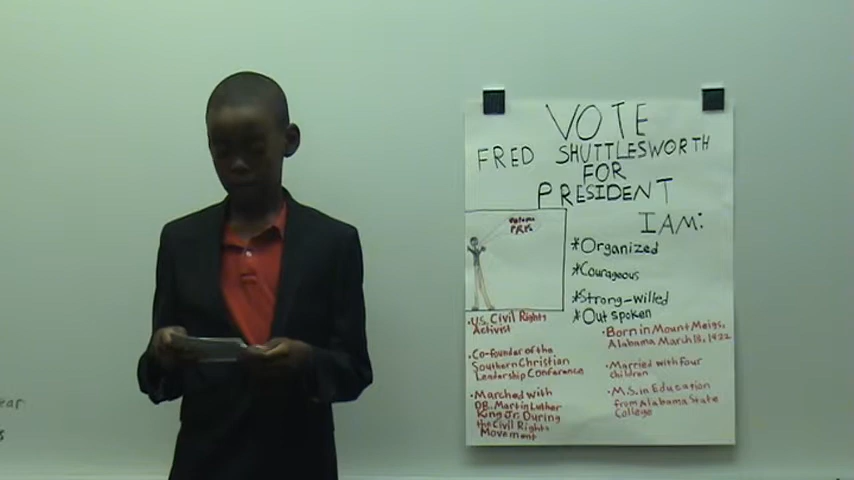 VOTE
FRED SHUTTLESWORTH
FOR
PRESIDENT
I AM:
*Organized
*Courageous
*Strong-willed
*Outspoken
• U.S. Civil Rights
Activist
• Co-founder of the
Southern Christian
Leadership Conference
• Marched with
DR. Martin Luther
King Jr. During
the Civil Rights
Movement
• Born in Mount Meigs,
Alabama March 18, 1922
• Married with four
children
• M.S. in Education
from Alabama State
College